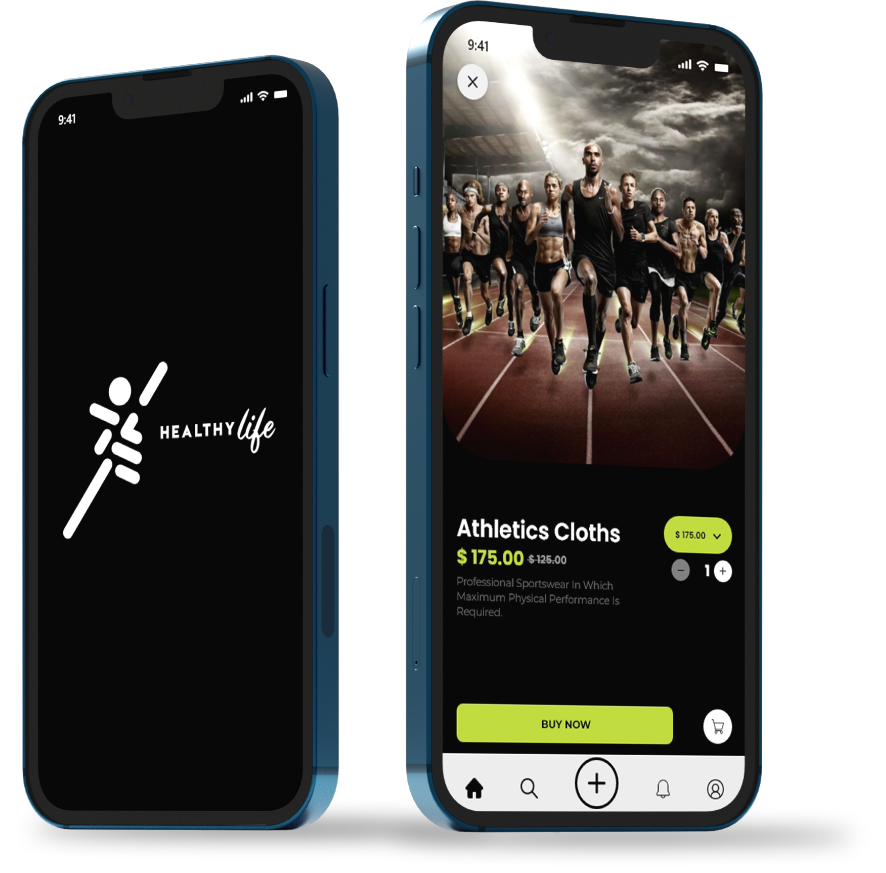 9:41
HEALTHY life
9:41
Athletics Cloths
$ 175.00 $ 125.00
Professional Sportswear In Which
Maximum Physical Performance Is
Required.
$ 175.00
1
BUY NOW